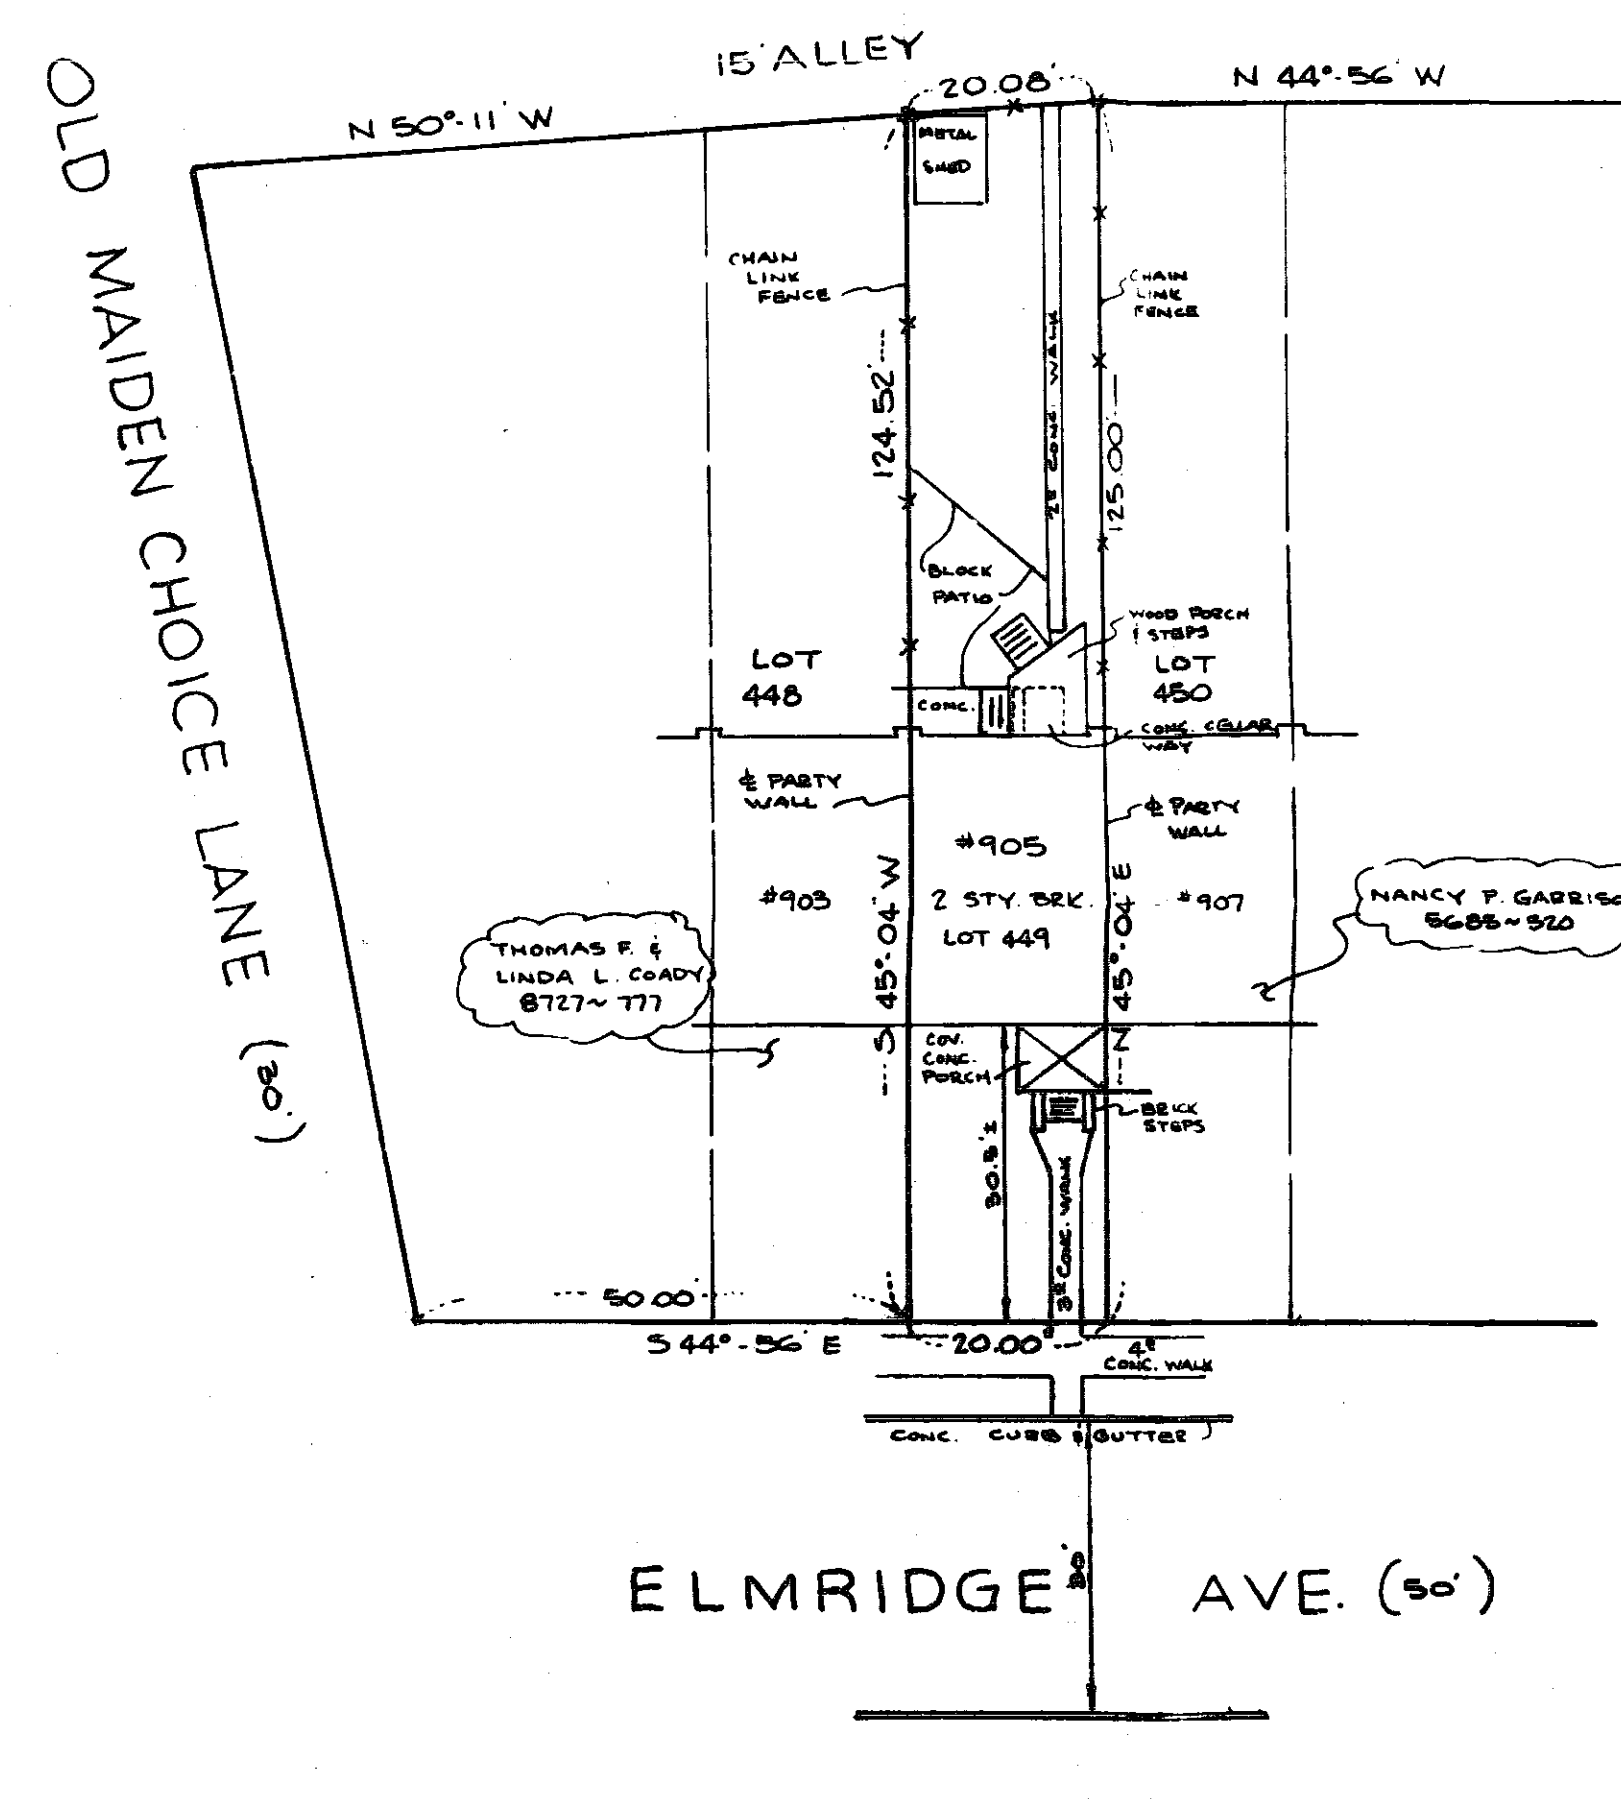 15' ALLEY
20.08'
N 44°-56' W
N 50°-11' W
OLD MAIDEN CHOICE LANE (30')
METAL
SHED
CHAIN
LINK
FENCE
CHAIN
LINK
FENCE
2' CONC. WALK
124.52'
125.00'
BLOCK
PATIO
WOOD PORCH
& STEPS
LOT
448
LOT
450
CONC.
CONC. CELLAR
WAY
℄ PARTY
WALL
℄ PARTY
WALL
#905
#903
2 STY. BRK.
#907
LOT 449
S 45°-04' W
N 45°-04' E
NANCY P. GARRISO
5685~320
THOMAS F. &
LINDA L. COADY
8727~777
COV.
CONC.
PORCH
BRICK
STEPS
30.5'±
CONC. WALK
50.00'
S 44°-56' E
20.00'
CONC. WALK
CONC. CURB & GUTTER
30'
ELMRIDGE AVE. (50')